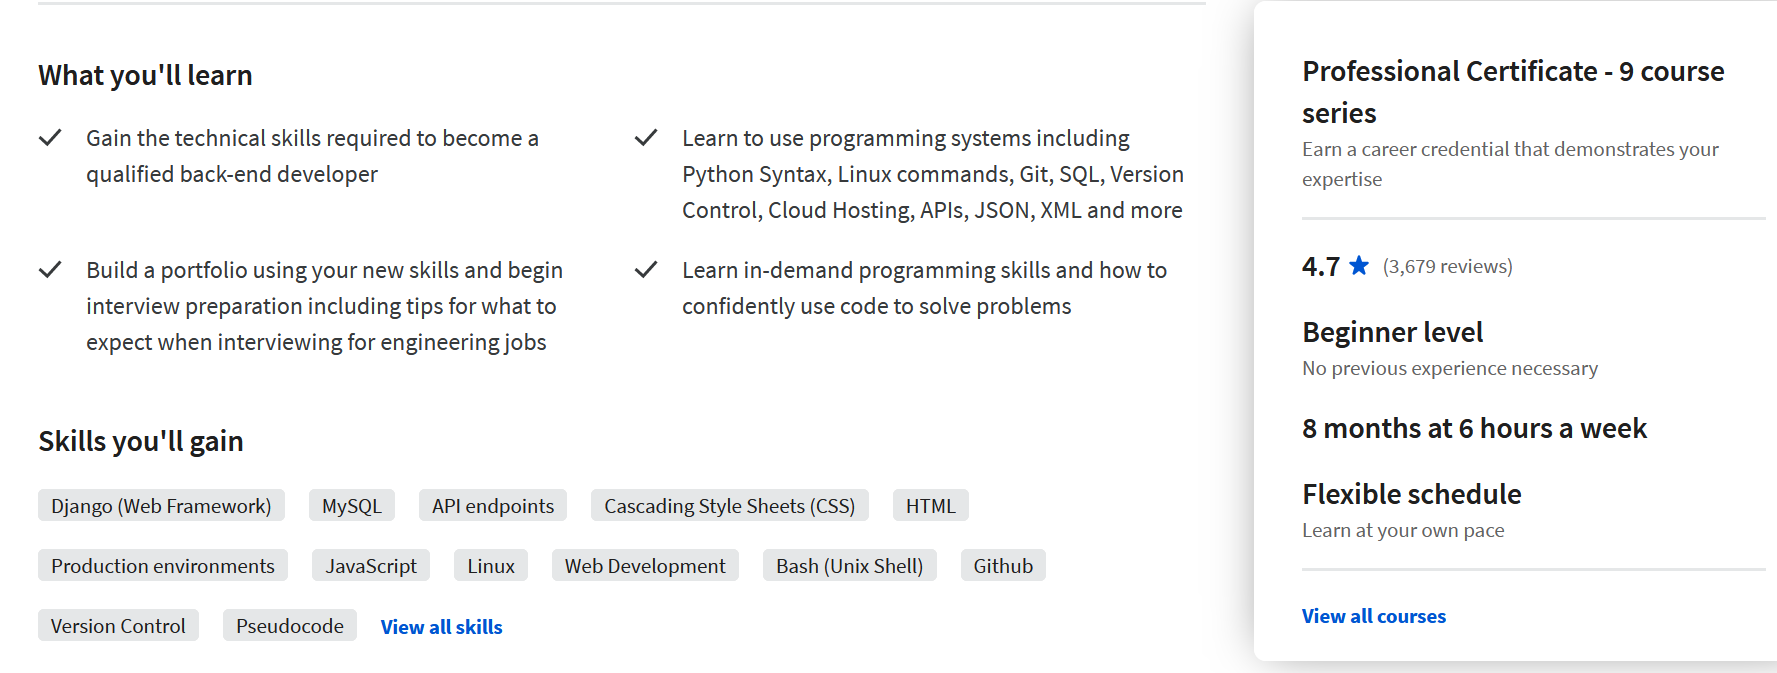 What you'll learn
Gain the technical skills required to become a
qualified back-end developer
Learn to use programming systems including
Python Syntax, Linux commands, Git, SQL, Version
Control, Cloud Hosting, APIs, JSON, XML and more
Build a portfolio using your new skills and begin
interview preparation including tips for what to
expect when interviewing for engineering jobs
Learn in-demand programming skills and how to
confidently use code to solve problems
Skills you'll gain
Django (Web Framework) MySQL API endpoints Cascading Style Sheets (CSS) HTML
Production environments JavaScript Linux Web Development Bash (Unix Shell) Github
Version Control Pseudocode View all skills
Professional Certificate - 9 course
series
Earn a career credential that demonstrates your
expertise
4.7 (3,679 reviews)
Beginner level
No previous experience necessary
8 months at 6 hours a week
Flexible schedule
Learn at your own pace
View all courses